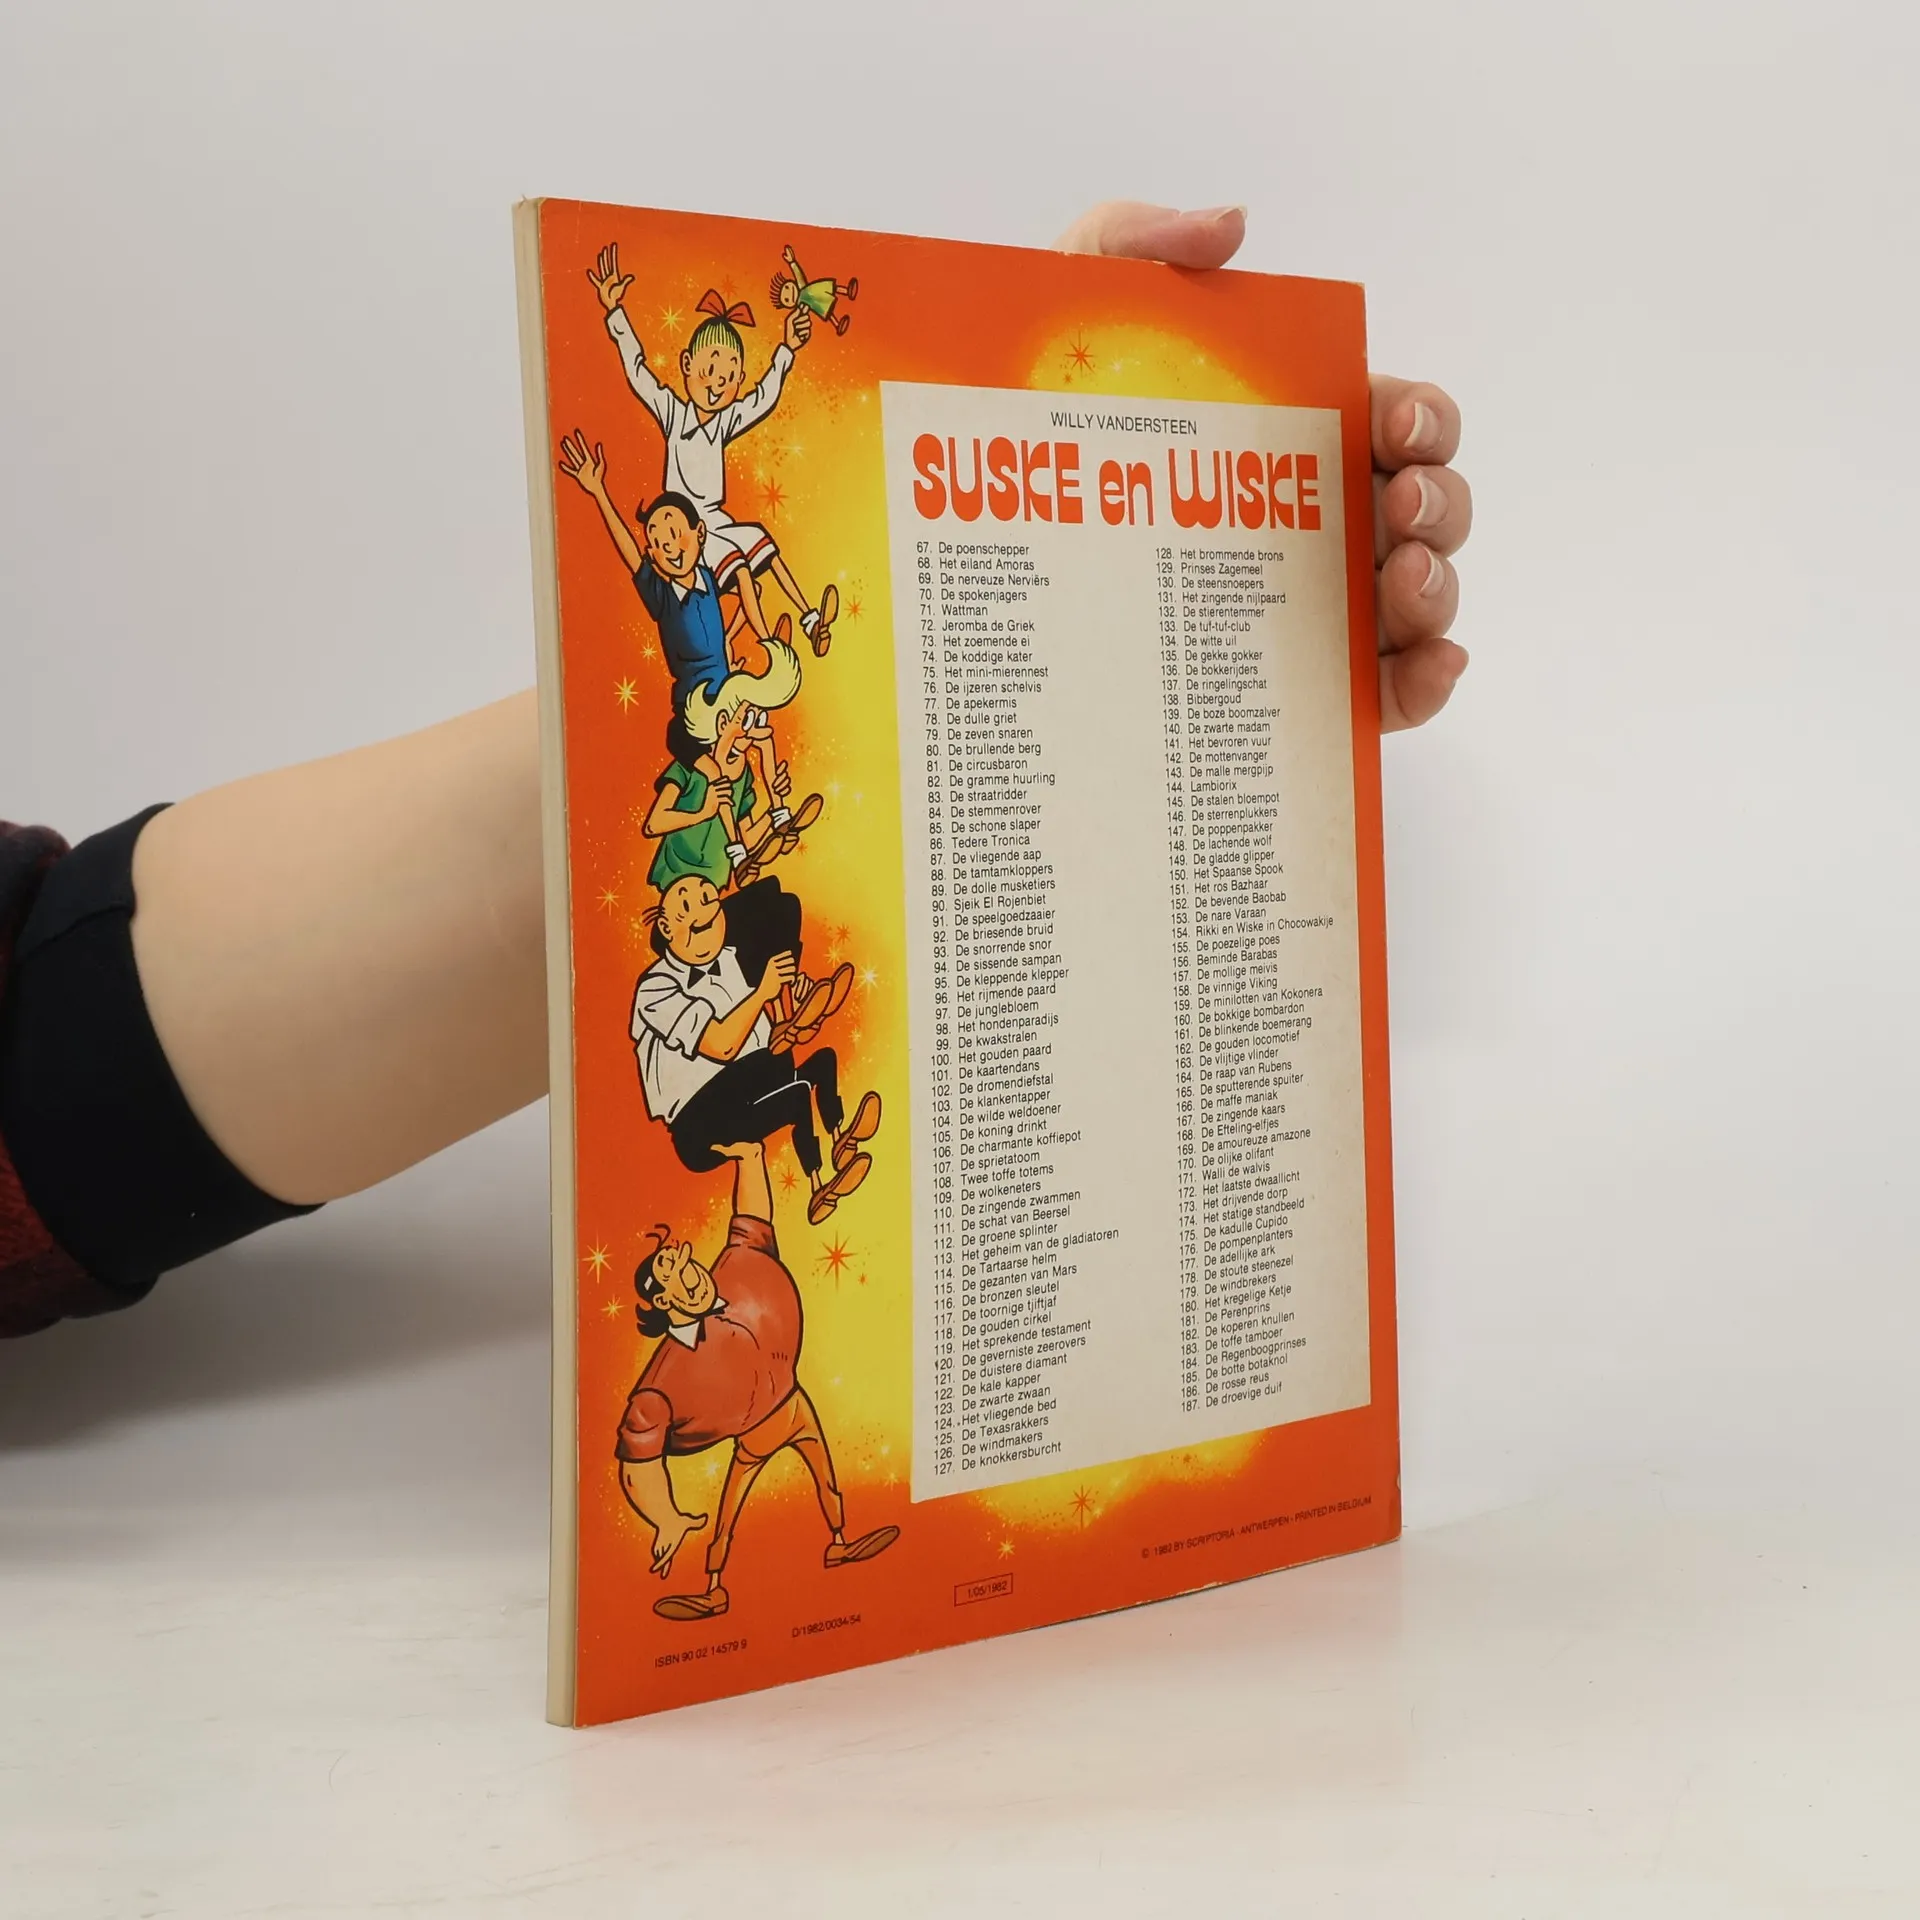 WILLY VANDERSTEEN
SUSKE en WISKE
67. De poenschepper
68. Het eiland Amoras
69. De nerveuze Nerviërs
70. De spokenjagers
71. Wattman
72. Jeromba de Griek
73. Het zoemende ei
74. De koddige kater
75. Het mini-mierennest
76. De ijzeren schelvis
77. De apekermis
78. De dulle griet
79. De zeven snaren
80. De brullende berg
81. De circusbaron
82. De gramme huurling
83. De straatridder
84. De stemmenrover
85. De schone slaper
86. Tedere Tronica
87. De vliegende aap
88. De tamtamkloppers
89. De dolle musketiers
90. Sjeik El Rojenbiet
91. De speelgoedzaaier
92. De briesende bruid
93. De snorrende snor
94. De sissende sampan
95. De kleppende klepper
96. Het rijmende paard
97. De junglebloem
98. Het hondenparadijs
99. De kwakstralen
100. Het gouden paard
101. De kaartendans
102. De dromendiefstal
103. De klankentapper
104. De wilde weldoener
105. De koning drinkt
106. De charmante koffiepot
107. De sprietatoom
108. Twee toffe totems
109. De wolkeneters
110. De zingende zwammen
111. De schat van Beersel
112. De groene splinter
113. Het geheim van de gladiatoren
114. De Tartaarse helm
115. De gezanten van Mars
116. De bronzen sleutel
117. De toornige tjiftjaf
118. De gouden cirkel
119. Het sprekende testament
120. De geverniste zeerovers
121. De duistere diamant
122. De kale kapper
123. De zwarte zwaan
124. Het vliegende bed
125. De Texasrakkers
126. De windmakers
127. De knokkersburcht
128. Het brommende brons
129. Prinses Zagemeel
130. De steensnoepers
131. Het zingende nijlpaard
132. De stierentemmer
133. De tuf-tuf-club
134. De witte uil
135. De gekke gokker
136. De bokkerijders
137. De ringelingschat
138. Bibbergoud
139. De boze boomzalver
140. De zwarte madam
141. Het bevroren vuur
142. De mottenvanger
143. De malle mergpijp
144. Lambiorix
145. De stalen bloempot
146. De sterrenplukkers
147. De poppenpakker
148. De lachende wolf
149. De gladde glipper
150. Het Spaanse Spook
151. Het ros Bazhaar
152. De bevende Baobab
153. De nare Varaan
154. Rikki en Wiske in Chocowakije
155. De poezelige poes
156. Beminde Barabas
157. De mollige meivis
158. De vinnige Viking
159. De minilotten van Kokonera
160. De bokkige bombardon
161. De blinkende boemerang
162. De gouden locomotief
163. De vlijtige vlinder
164. De raap van Rubens
165. De sputterende spuiter
166. De maffe maniak
167. De zingende kaars
168. De Efteling-elfjes
169. De amoureuze amazone
170. De olijke olifant
171. Walli de walvis
172. Het laatste dwaallicht
173. Het drijvende dorp
174. Het statige standbeeld
175. De kadulle Cupido
176. De pompenplanters
177. De adellijke ark
178. De stoute steenezel
179. De windbrekers
180. Het kregelige Ketje
181. De Perenprins
182. De koperen knullen
183. De toffe tamboer
184. De Regenboogprinses
185. De botte botaknol
186. De rosse reus
187. De droevige duif
© 1982 BY SCRIPTORIA - ANTWERPEN - PRINTED IN BELGIUM
1/05/1982
D/1982/0034/54
ISBN 90 02 14579 9